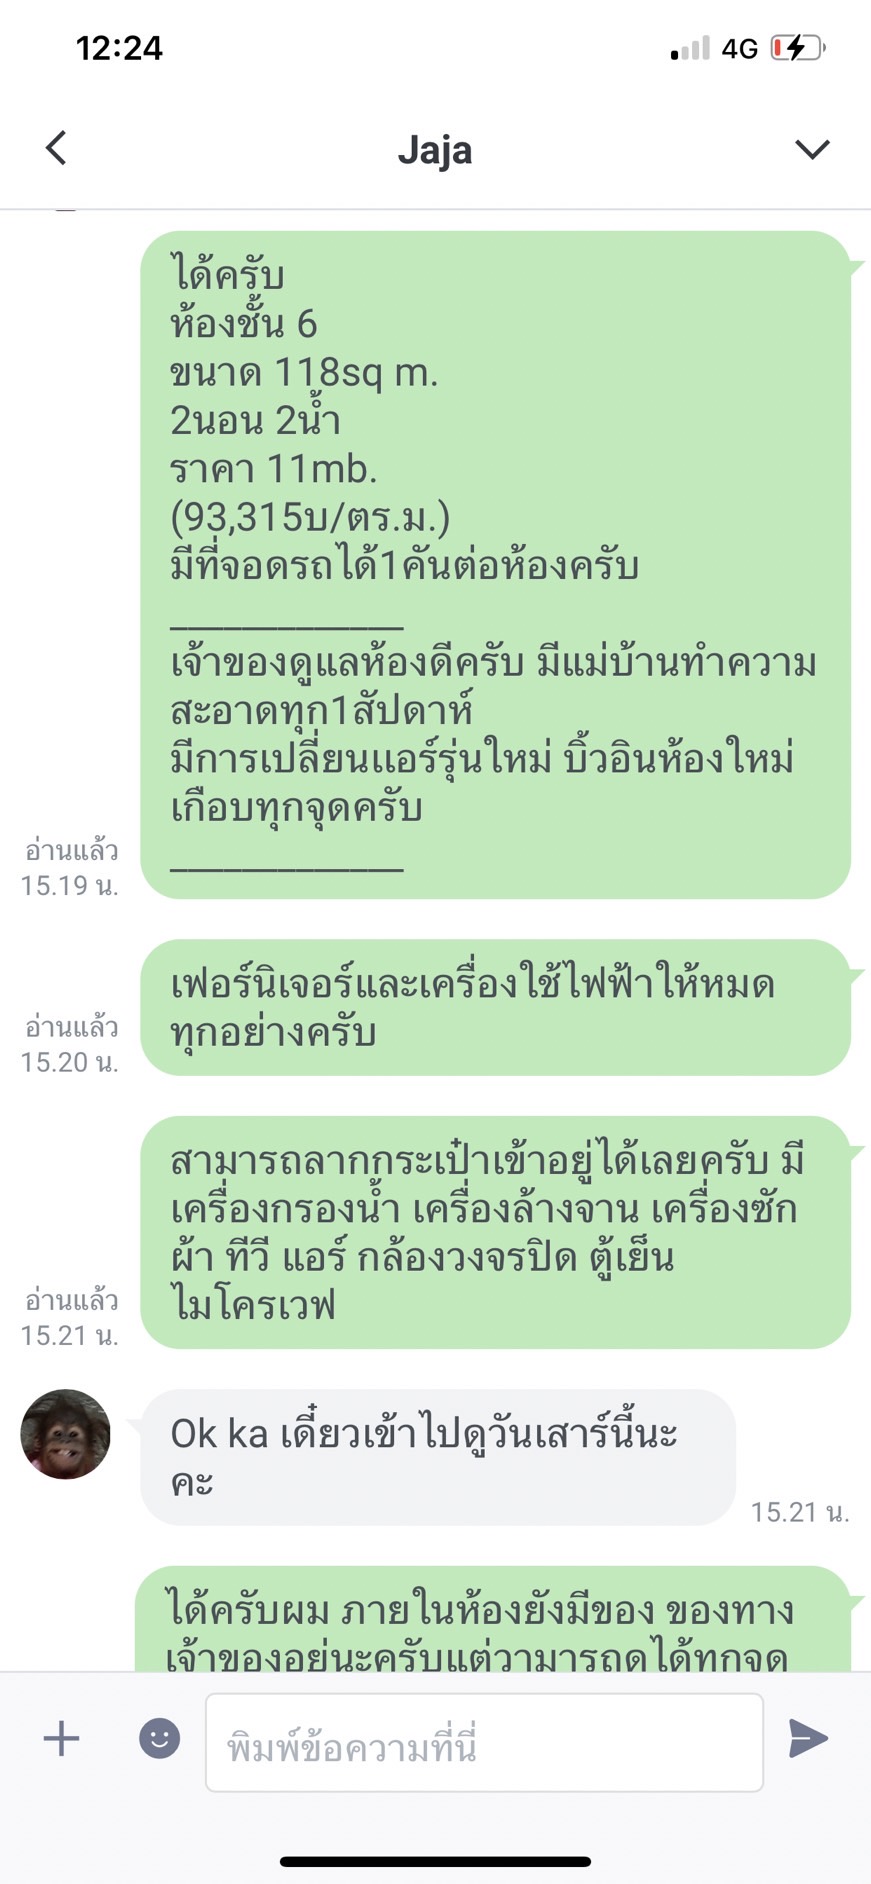 12:24
4G
Jaja
ได้ครับ
ห้องชั้น 6
ขนาด 118sq m.
2นอน 2น้ำ
ราคา 11mb.
(93,315บ/ตร.ม.)
มีที่จอดรถได้1คันต่อห้องครับ
_____________
เจ้าของดูแลห้องดีครับ มีแม่บ้านทำความ
สะอาดทุก1สัปดาห์
มีการเปลี่ยนแอร์รุ่นใหม่ บิ้วอินห้องใหม่
เกือบทุกจุดครับ
_____________
อ่านแล้ว
15.19 น.
เฟอร์นิเจอร์และเครื่องใช้ไฟฟ้าให้หมด
ทุกอย่างครับ
อ่านแล้ว
15.20 น.
สามารถลากกระเป๋าเข้าอยู่ได้เลยครับ มี
เครื่องกรองน้ำ เครื่องล้างจาน เครื่องซัก
ผ้า ทีวี แอร์ กล้องวงจรปิด ตู้เย็น
ไมโครเวฟ
อ่านแล้ว
15.21 น.
Ok ka เดี๋ยวเข้าไปดูวันเสาร์นี้นะ
คะ
15.21 น.
ได้ครับผม ภายในห้องยังมีของ ของทาง
เจ้าของอยู่นะครับแต่วามารถดูได้ทุกจุด
พิมพ์ข้อความที่นี่